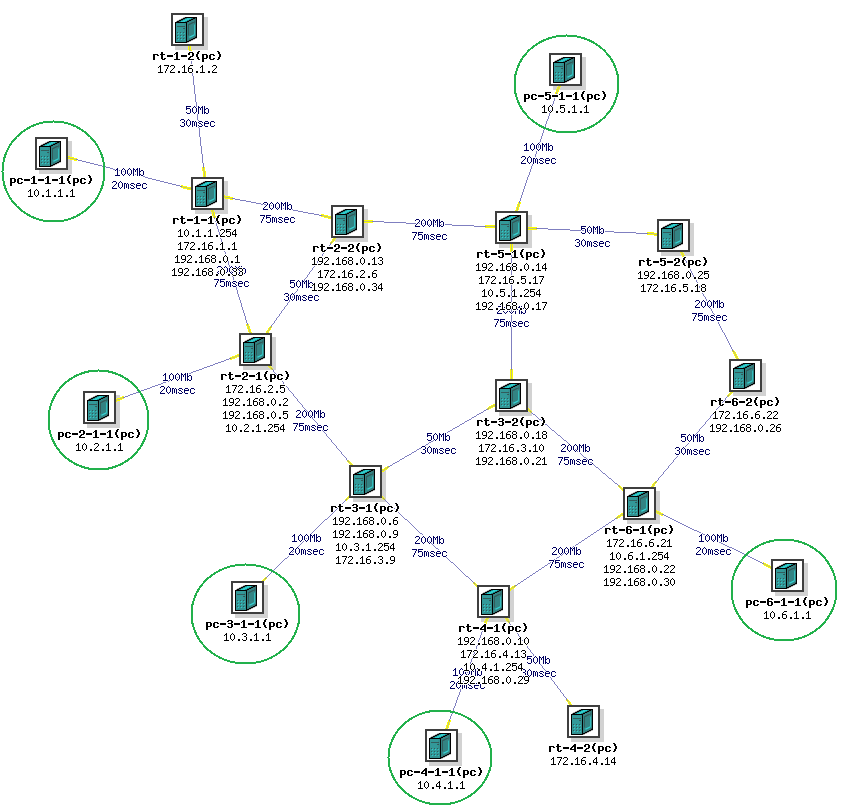 rt-1-2(pc)
172.16.1.2
50Mb
30msec
pc-5-1-1(pc)
10.5.1.1
100Mb
20msec
pc-1-1-1(pc)
10.1.1.1
100Mb
20msec
rt-1-1(pc)
10.1.1.254
172.16.1.1
192.168.0.1
75msec
200Mb
75msec
rt-2-2(pc)
192.168.0.13
172.16.2.6
192.168.0.34
200Mb
75msec
rt-5-1(pc)
192.168.0.14
172.16.5.17
10.5.1.254
192.168.0.17
75msec
50Mb
30msec
rt-5-2(pc)
192.168.0.25
172.16.5.18
200Mb
75msec
50Mb
30msec
rt-2-1(pc)
172.16.2.5
192.168.0.2
192.168.0.5
10.2.1.254
100Mb
20msec
pc-2-1-1(pc)
10.2.1.1
200Mb
75msec
rt-3-2(pc)
192.168.0.18
172.16.3.10
192.168.0.21
rt-6-2(pc)
172.16.6.22
192.168.0.26
50Mb
30msec
200Mb
75msec
50Mb
30msec
rt-3-1(pc)
192.168.0.6
192.168.0.9
10.3.1.254
172.16.3.9
100Mb
20msec
200Mb
75msec
200Mb
75msec
rt-6-1(pc)
172.16.6.21
10.6.1.254
192.168.0.22
192.168.0.30
100Mb
20msec
pc-6-1-1(pc)
10.6.1.1
pc-3-1-1(pc)
10.3.1.1
rt-4-1(pc)
192.168.0.10
172.16.4.13
10.4.1.254
192.168.0.29
50Mb
30msec
rt-4-2(pc)
172.16.4.14
pc-4-1-1(pc)
10.4.1.1